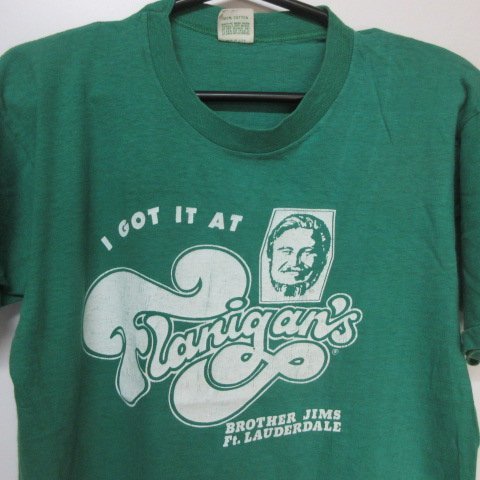 I GOT IT AT
Flanigan's
®
BROTHER JIMS
Ft. LAUDERDALE